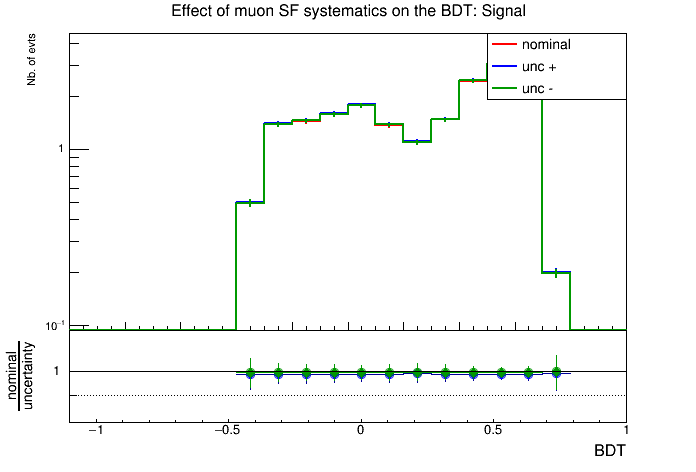 Effect of muon SF systematics on the BDT: Signal
Nb. of evts
nominal
unc +
unc -
1
10⁻¹
nominal
uncertainty
1
−1
−0.5
0
0.5
1
BDT